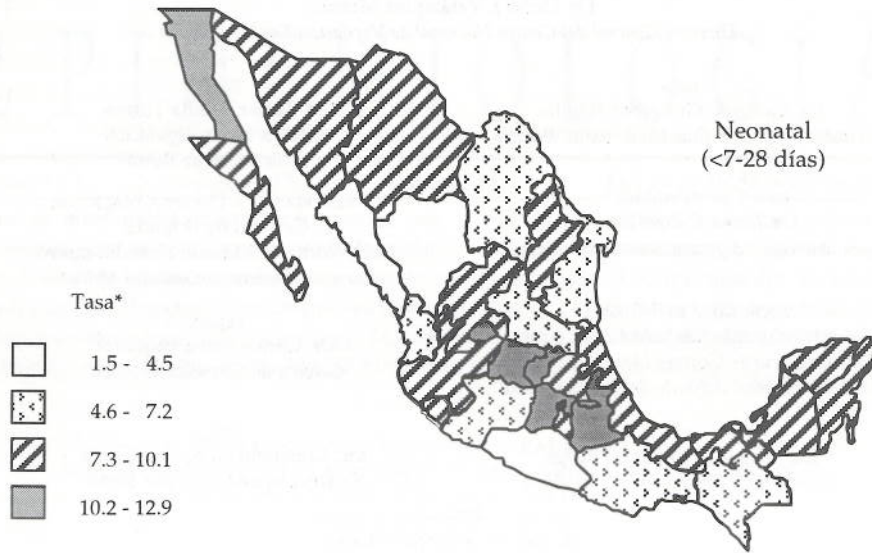 Neonatal
(<7-28 días)
Tasa*
1.5 - 4.5
4.6 - 7.2
7.3 - 10.1
10.2 - 12.9